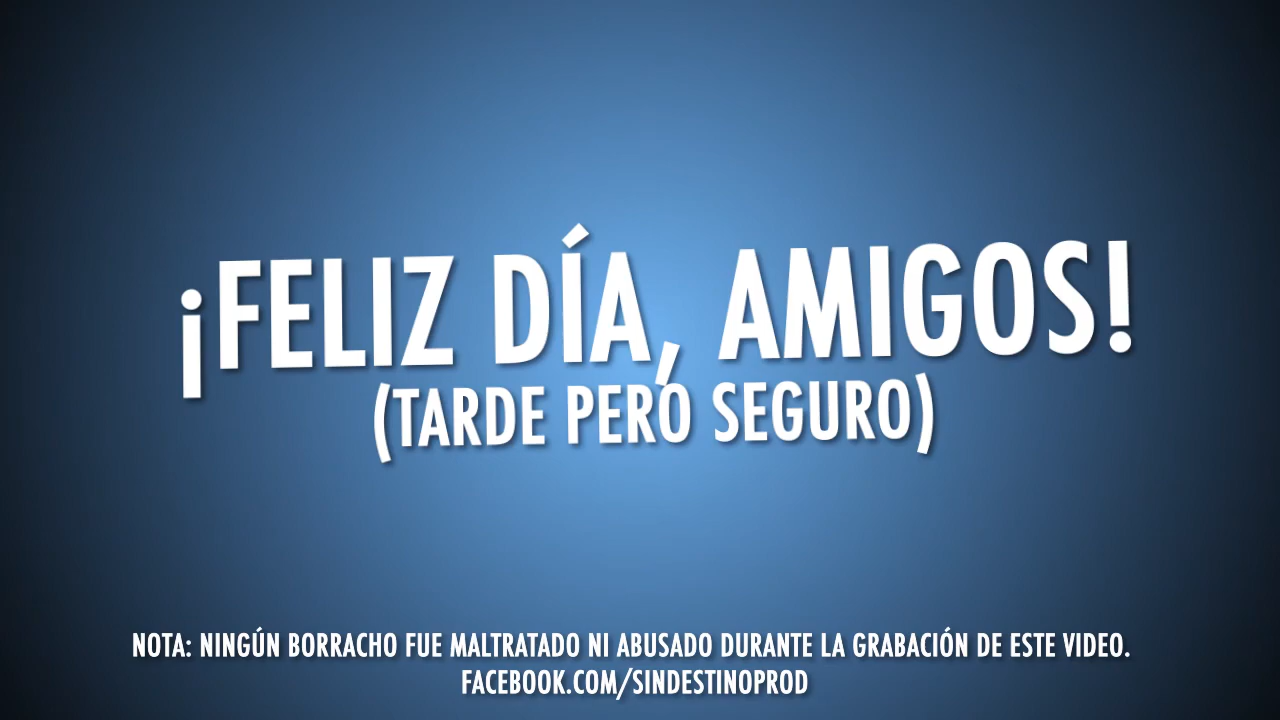 ¡FELIZ DÍA, AMIGOS!
(TARDE PERO SEGURO)
NOTA: NINGÚN BORRACHO FUE MALTRATADO NI ABUSADO DURANTE LA GRABACIÓN DE ESTE VIDEO.
FACEBOOK.COM/SINDESTINOPROD